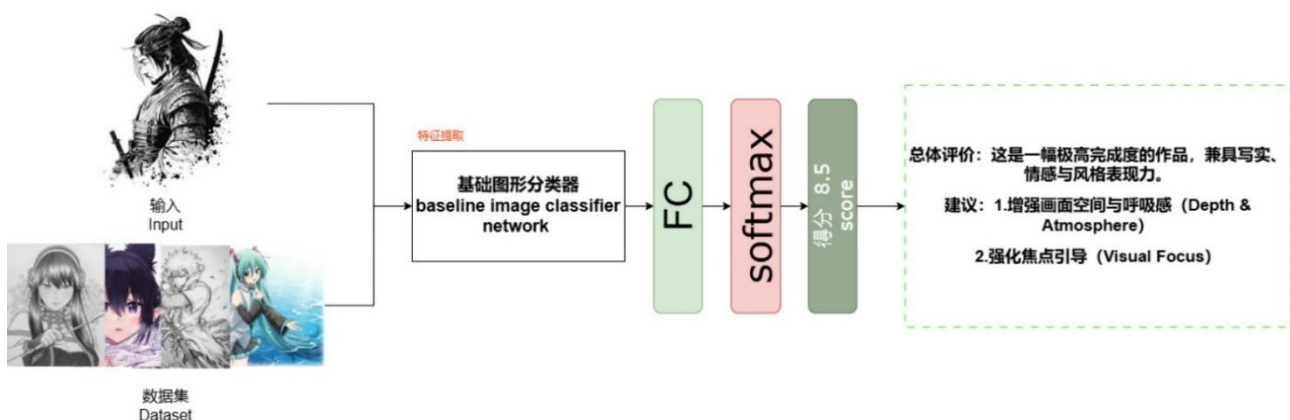 输入
Input
数据集
Dataset
特征提取
基础图形分类器
baseline image classifier
network
FC
softmax
得分 8.5
score
总体评价：这是一幅极高完成度的作品，兼具写实、
情感与风格表现力。
建议：1.增强画面空间与呼吸感（Depth &
Atmosphere）
2.强化焦点引导（Visual Focus）